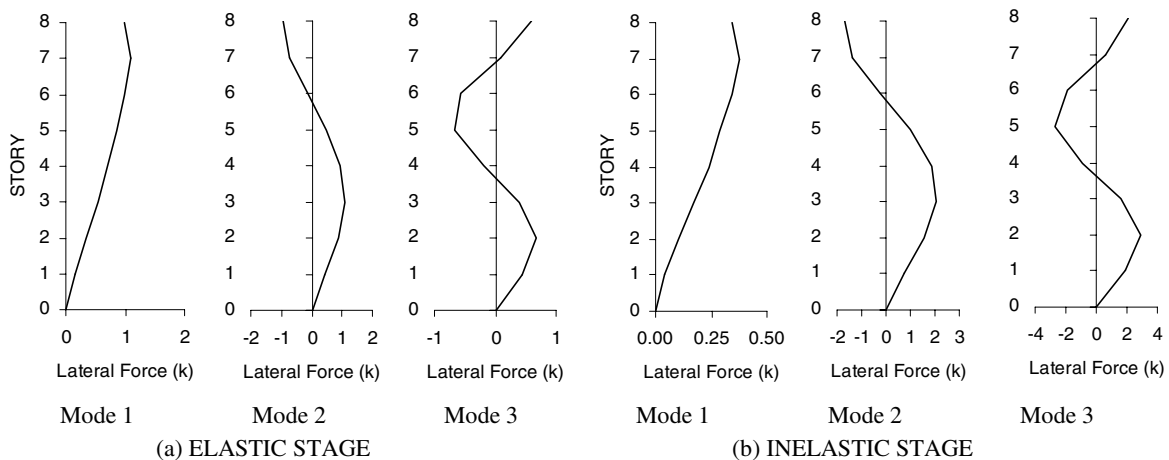 8
7
6
5
4
3
2
1
0
STORY
0 1 2
Lateral Force (k)
Mode 1
8
7
6
5
4
3
2
1
0
-2 -1 0 1 2
Lateral Force (k)
Mode 2
8
7
6
5
4
3
2
1
0
-1 0 1
Lateral Force (k)
Mode 3
(a) ELASTIC STAGE
8
7
6
5
4
3
2
1
0
STORY
0.00 0.25 0.50
Lateral Force (k)
Mode 1
8
7
6
5
4
3
2
1
0
-2 -1 0 1 2 3
Lateral Force (k)
Mode 2
8
7
6
5
4
3
2
1
0
-4 -2 0 2 4
Lateral Force (k)
Mode 3
(b) INELASTIC STAGE